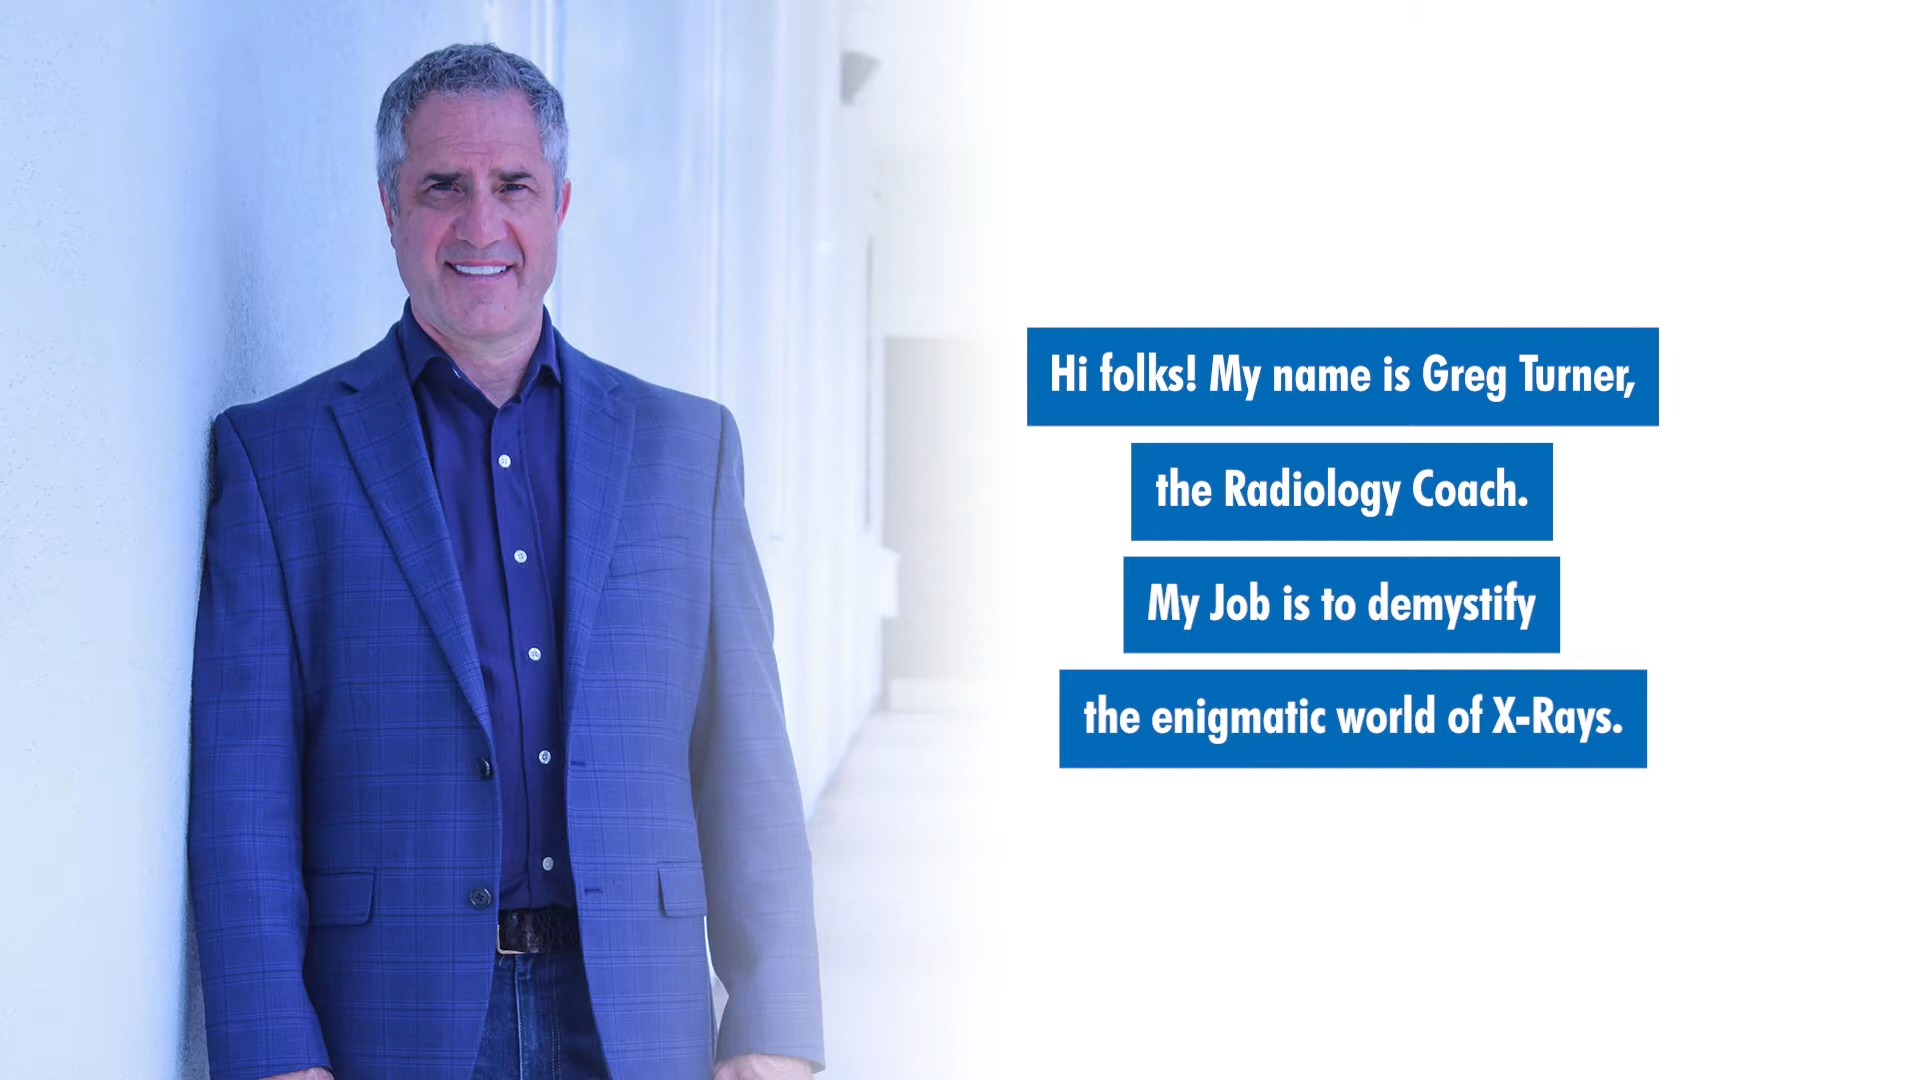 Hi folks! My name is Greg Turner,
the Radiology Coach.
My Job is to demystify
the enigmatic world of X-Rays.